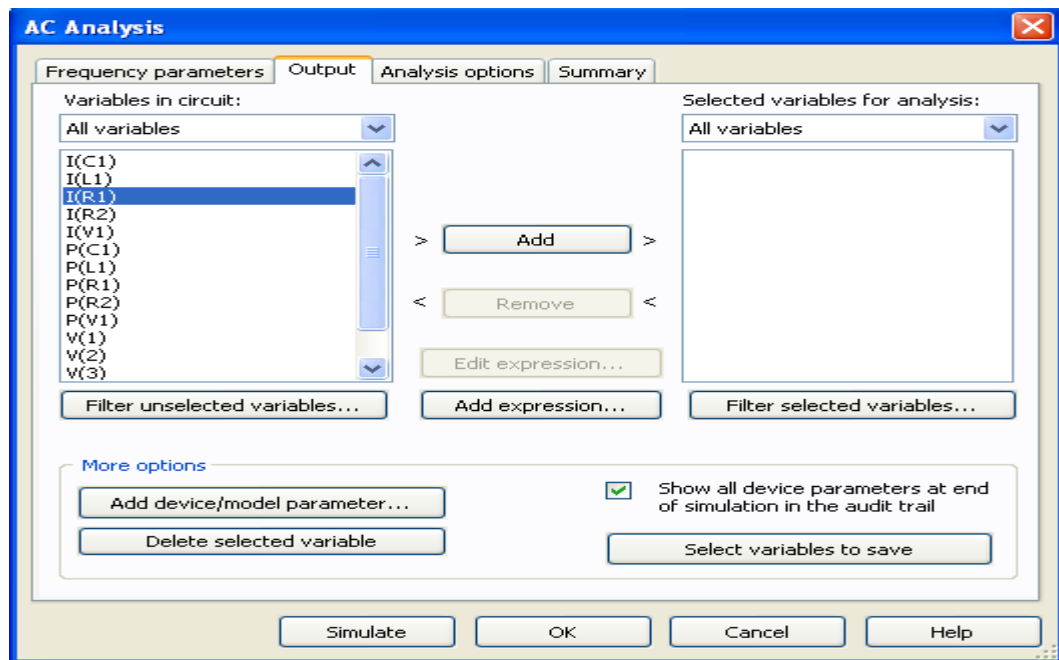 AC Analysis
Frequency parameters Output Analysis options Summary
Variables in circuit:
All variables
I(C1)
I(L1)
I(R1)
I(R2)
I(V1)
P(C1)
P(L1)
P(R1)
P(R2)
P(V1)
V(1)
V(2)
V(3)
Filter unselected variables...
> Add >
< Remove <
Edit expression...
Add expression...
Selected variables for analysis:
All variables
Filter selected variables...
More options
Add device/model parameter...
Delete selected variable
Show all device parameters at end
of simulation in the audit trail
Select variables to save
Simulate OK Cancel Help